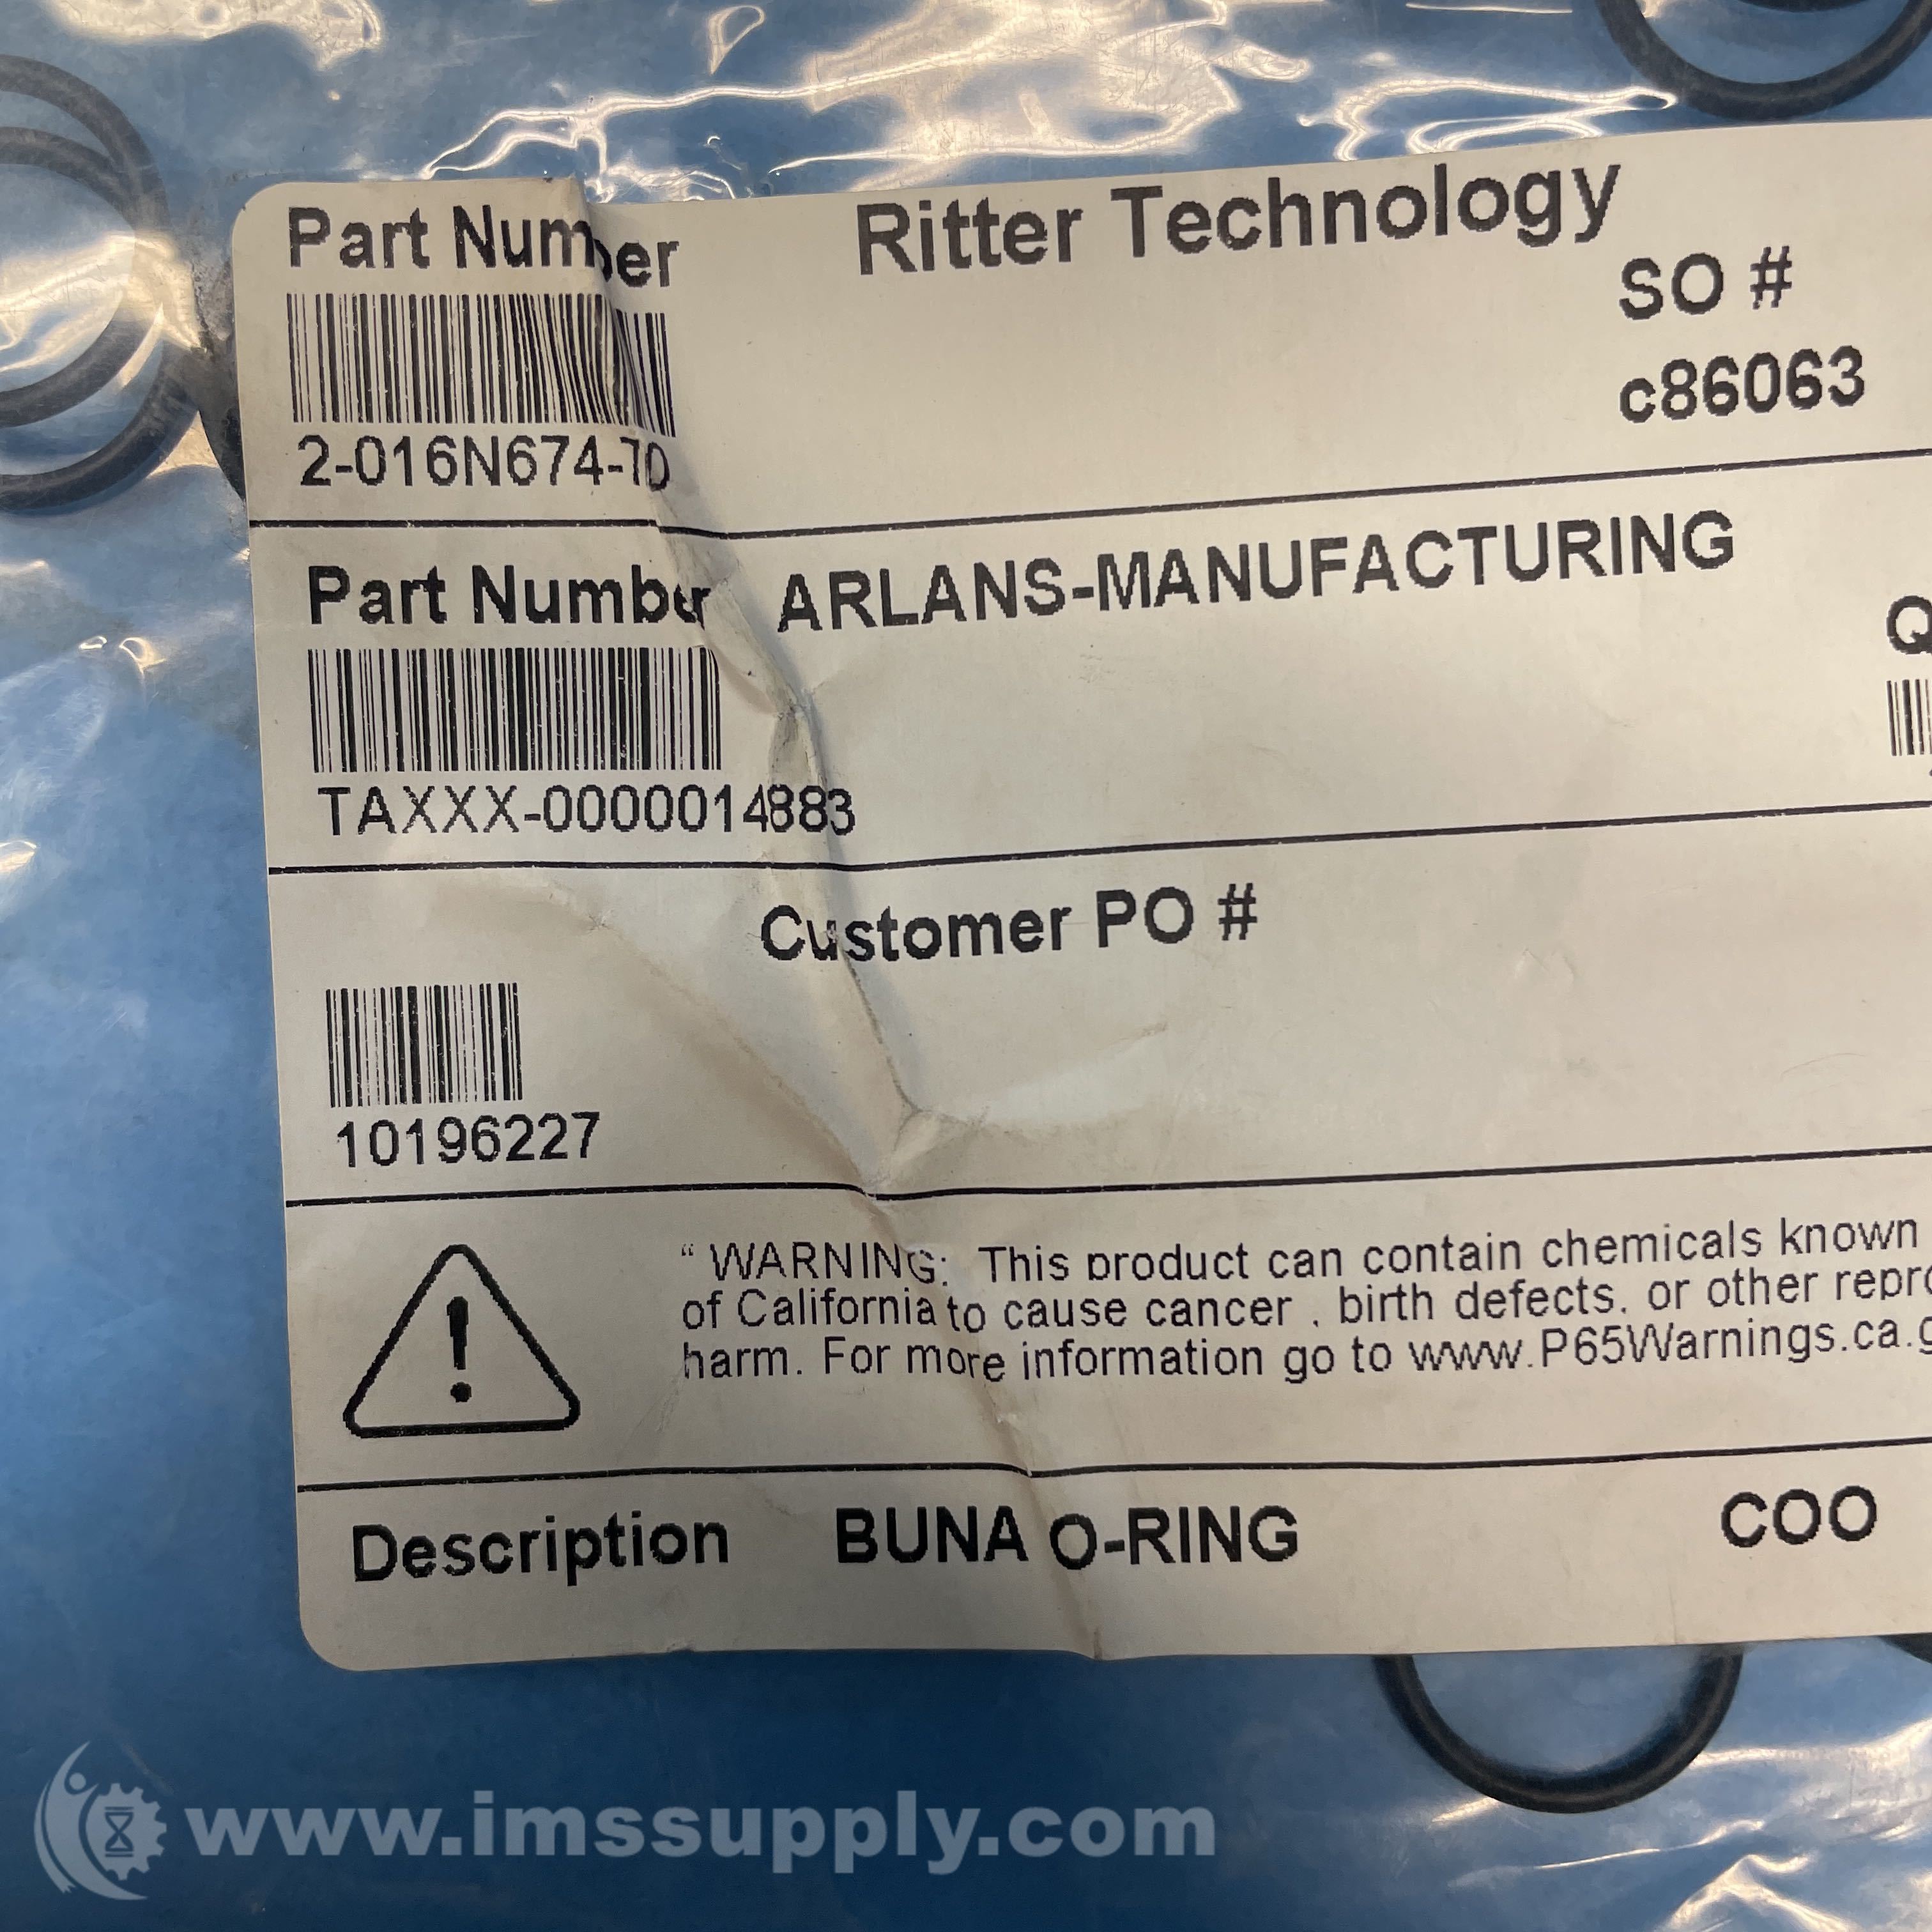 Part Number
Ritter Technology
SO #
c86063
2-016N674-70
Part Number ARLANS-MANUFACTURING
Q
TAXXX-0000014883
Customer PO #
10196227
" WARNING: This product can contain chemicals known
of California to cause cancer , birth defects. or other repro
harm. For more information go to www.P65Warnings.ca.g
Description BUNA O-RING COO
www.imssupply.com